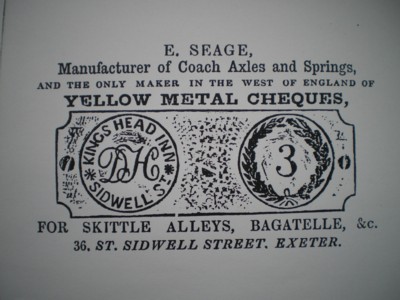 E. SEAGE,
Manufacturer of Coach Axles and Springs,
AND THE ONLY MAKER IN THE WEST OF ENGLAND OF
YELLOW METAL CHEQUES,
KINGS HEAD INN
DH
SIDWELL ST
3
FOR SKITTLE ALLEYS, BAGATELLE, &c.
36, ST. SIDWELL STREET, EXETER.